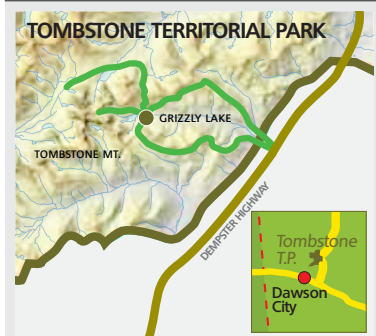 TOMBSTONE TERRITORIAL PARK
GRIZZLY LAKE
TOMBSTONE MT.
DEMPSTER HIGHWAY
Tombstone
T.P.
Dawson
City